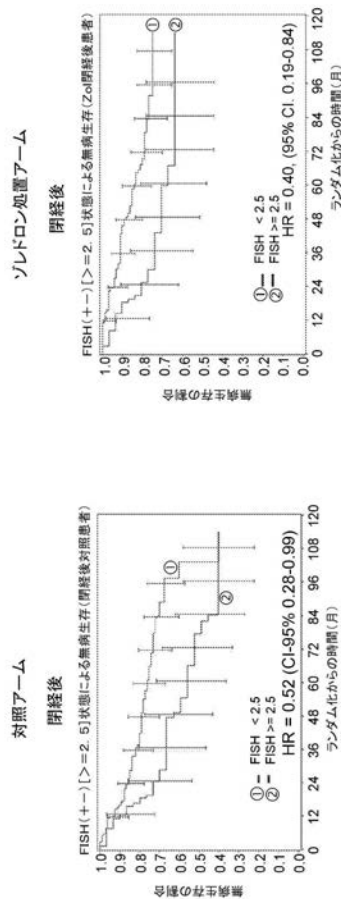 対照アーム
閉経後
FISH(+−)[>=2. 5]状態による無病生存(閉経後対照患者)
無病生存の割合
1.0
0.9
0.8
0.7
0.6
0.5
0.4
0.3
0.2
0.1
0.0
① — FISH < 2.5
② — FISH >= 2.5
HR = 0.52 (CI-95% 0.28-0.99)
①
②
0 12 24 36 48 60 72 84 96 108 120
ランダム化からの時間(月)
ゾレドロン処置アーム
閉経後
FISH(+−)[>=2. 5]状態による無病生存(Zol閉経後患者)
無病生存の割合
1.0
0.9
0.8
0.7
0.6
0.5
0.4
0.3
0.2
0.1
0.0
① — FISH < 2.5
② — FISH >= 2.5
HR = 0.40, (95% CI. 0.19-0.84)
①
②
0 12 24 36 48 60 72 84 96 108 120
ランダム化からの時間(月)